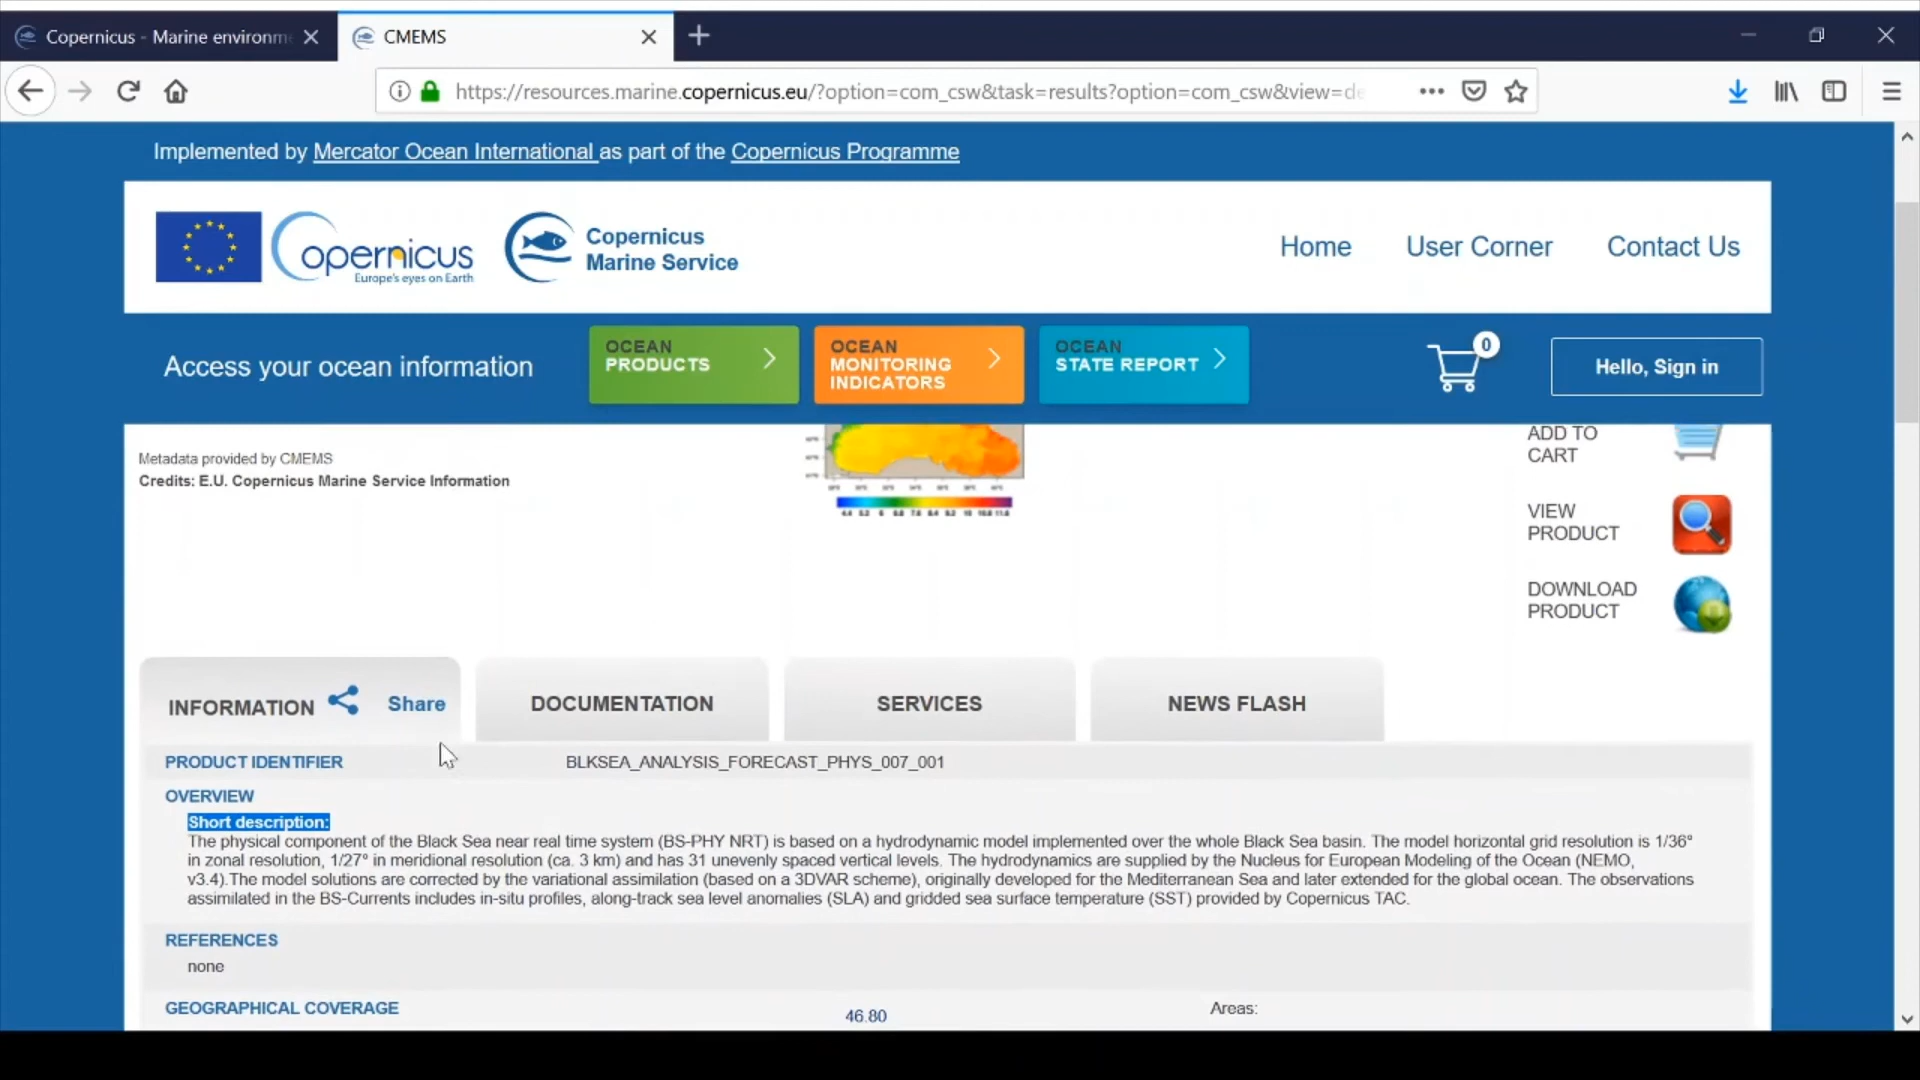 Copernicus - Marine environm
CMEMS
https://resources.marine.copernicus.eu/?option=com_csw&task=results?option=com_csw&view=de
Implemented by Mercator Ocean International as part of the Copernicus Programme
opernicus
Europe's eyes on Earth
Copernicus
Marine Service
Home
User Corner
Contact Us
Access your ocean information
OCEAN
PRODUCTS
OCEAN
MONITORING
INDICATORS
OCEAN
STATE REPORT
0
Hello, Sign in
Metadata provided by CMEMS
Credits: E.U. Copernicus Marine Service Information
ADD TO
CART
VIEW
PRODUCT
DOWNLOAD
PRODUCT
INFORMATION
Share
DOCUMENTATION
SERVICES
NEWS FLASH
PRODUCT IDENTIFIER
BLKSEA_ANALYSIS_FORECAST_PHYS_007_001
OVERVIEW
Short description:
The physical component of the Black Sea near real time system (BS-PHY NRT) is based on a hydrodynamic model implemented over the whole Black Sea basin. The model horizontal grid resolution is 1/36°
in zonal resolution, 1/27° in meridional resolution (ca. 3 km) and has 31 unevenly spaced vertical levels. The hydrodynamics are supplied by the Nucleus for European Modeling of the Ocean (NEMO,
v3.4).The model solutions are corrected by the variational assimilation (based on a 3DVAR scheme), originally developed for the Mediterranean Sea and later extended for the global ocean. The observations
assimilated in the BS-Currents includes in-situ profiles, along-track sea level anomalies (SLA) and gridded sea surface temperature (SST) provided by Copernicus TAC.
REFERENCES
none
GEOGRAPHICAL COVERAGE
46.80
Areas: